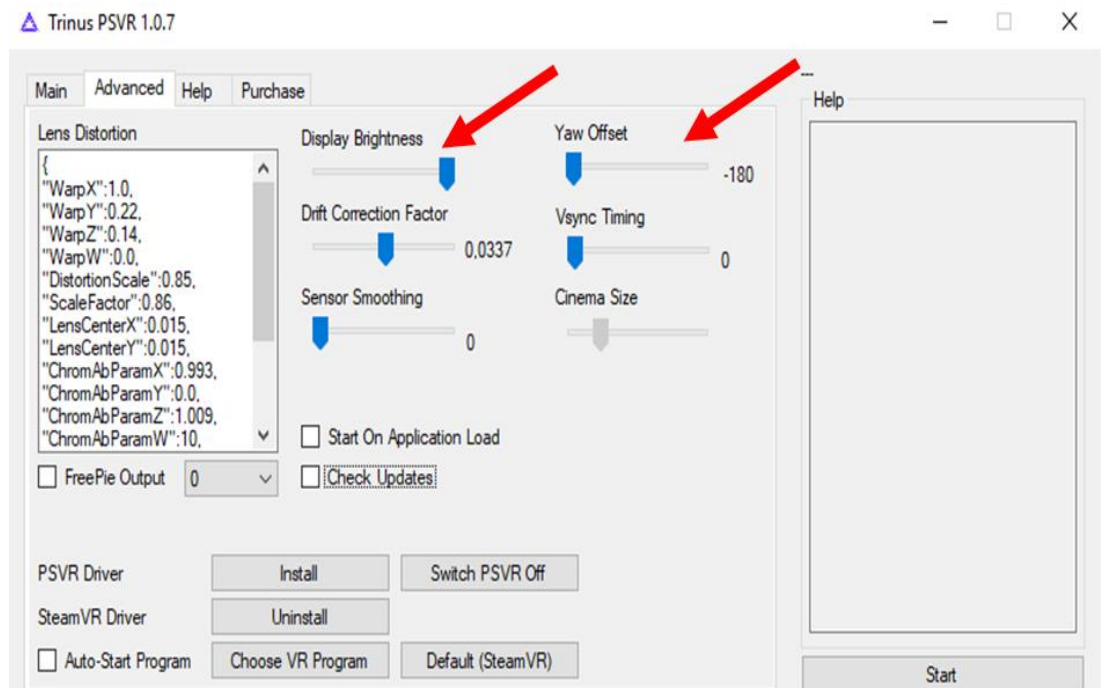 Trinus PSVR 1.0.7
Main Advanced Help Purchase
Lens Distortion
{
"WarpX":1.0,
"WarpY":0.22,
"WarpZ":0.14,
"WarpW":0.0,
"DistortionScale":0.85,
"ScaleFactor":0.86,
"LensCenterX":0.015,
"LensCenterY":0.015,
"ChromAbParamX":0.993,
"ChromAbParamY":0.0,
"ChromAbParamZ":1.009,
"ChromAbParamW":10,
FreePie Output 0
Display Brightness
Drift Correction Factor
0,0337
Sensor Smoothing
0
Yaw Offset
-180
Vsync Timing
0
Cinema Size
Start On Application Load
Check Updates
PSVR Driver Install Switch PSVR Off
SteamVR Driver Uninstall
Auto-Start Program Choose VR Program Default (SteamVR)
---
Help
Start